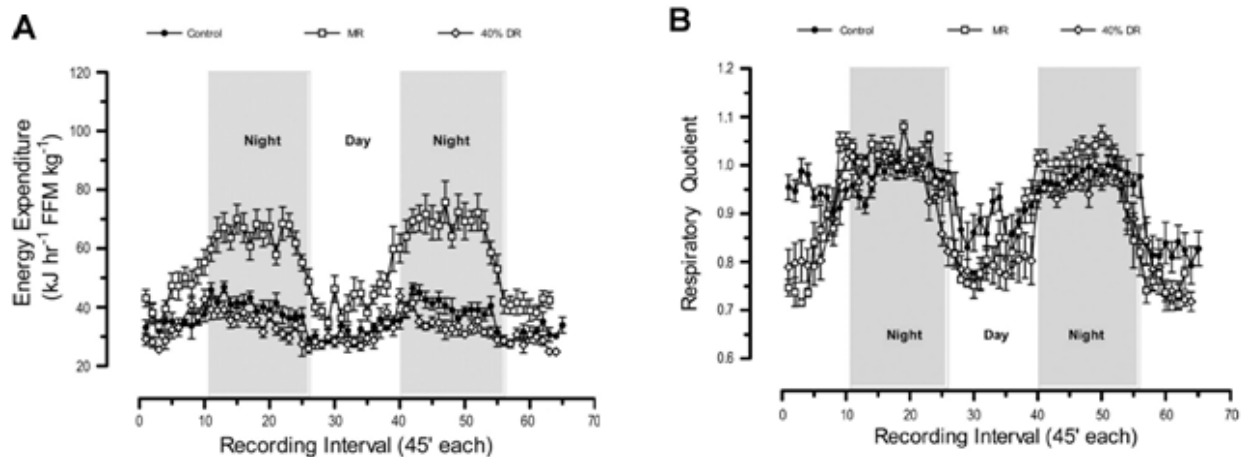 A
Control MR 40% DR
Energy Expenditure
(kJ hr⁻¹ FFM kg⁻¹)
120
100
80
60
40
20
Night Day Night
0 10 20 30 40 50 60 70
Recording Interval (45' each)
B
Control MR 40% DR
Respiratory Quotient
1.2
1.1
1.0
0.9
0.8
0.7
0.6
Night Day Night
0 10 20 30 40 50 60 70
Recording Interval (45' each)